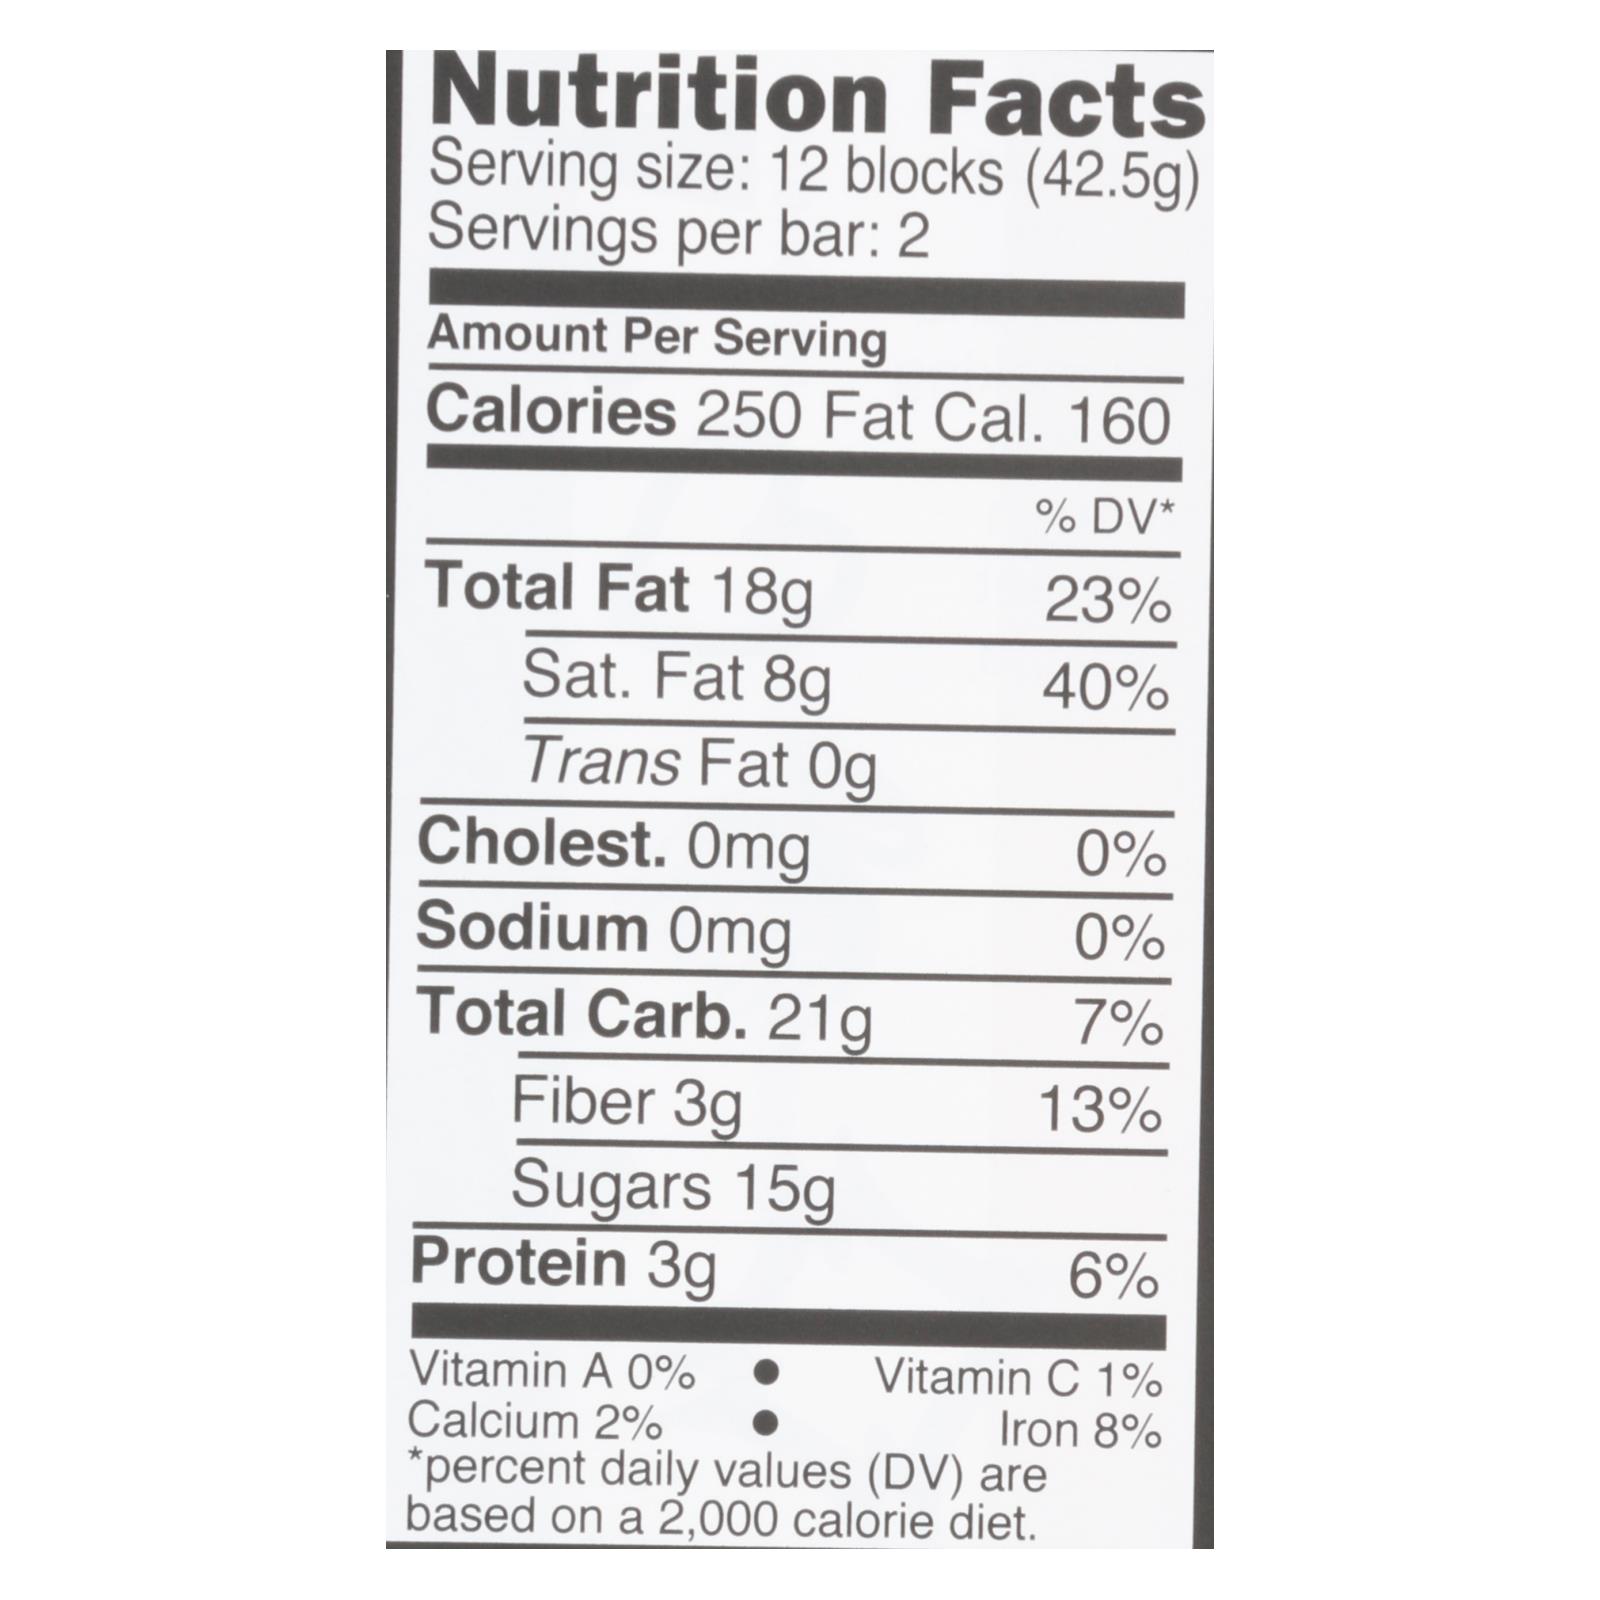 Nutrition Facts
Serving size: 12 blocks (42.5g)
Servings per bar: 2
Amount Per Serving
Calories 250 Fat Cal. 160
% DV*
Total Fat 18g 23%
Sat. Fat 8g 40%
Trans Fat 0g
Cholest. 0mg 0%
Sodium 0mg 0%
Total Carb. 21g 7%
Fiber 3g 13%
Sugars 15g
Protein 3g 6%
Vitamin A 0% ● Vitamin C 1%
Calcium 2% ● Iron 8%
*percent daily values (DV) are
based on a 2,000 calorie diet.